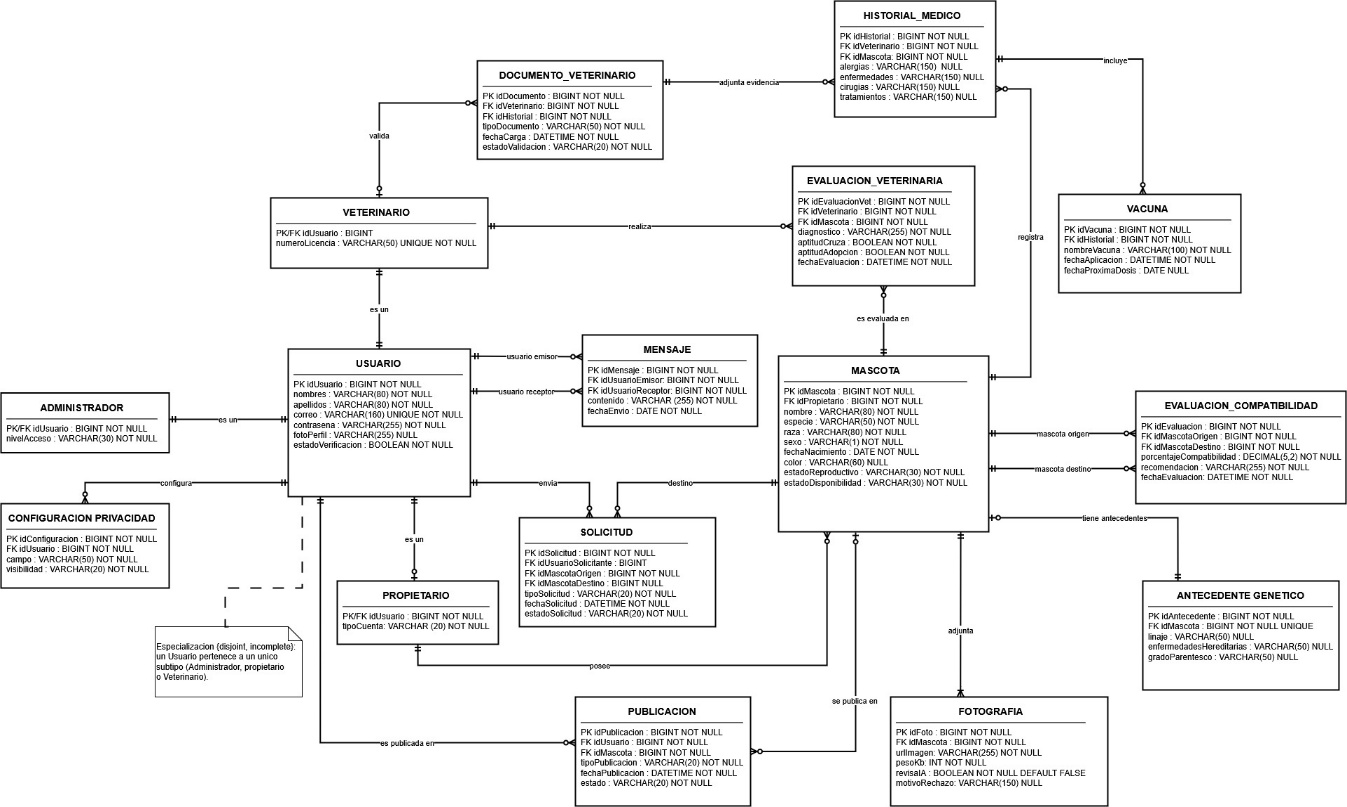 HISTORIAL_MEDICO
PK idHistorial : BIGINT NOT NULL
FK idVeterinario : BIGINT NOT NULL
FK idMascota: BIGINT NOT NULL
alergias : VARCHAR(150)  NULL
enfermedades : VARCHAR(150) NULL
cirugias : VARCHAR(150) NULL
tratamientos : VARCHAR(150) NULL
incluye
DOCUMENTO_VETERINARIO
PK idDocumento : BIGINT NOT NULL
FK idVeterinario: BIGINT NOT NULL
FK idHistorial : BIGINT NOT NULL
tipoDocumento : VARCHAR(50) NOT NULL
fechaCarga : DATETIME NOT NULL
estadoValidacion : VARCHAR(20) NOT NULL
adjunta evidencia
valida
EVALUACION_VETERINARIA
PK idEvaluacionVet : BIGINT NOT NULL
FK idVeterinario : BIGINT NOT NULL
FK idMascota : BIGINT NOT NULL
diagnostico : VARCHAR(255) NOT NULL
aptitudCruza : BOOLEAN NOT NULL
aptitudAdopcion : BOOLEAN NOT NULL
fechaEvaluacion : DATETIME NOT NULL
VETERINARIO
PK/FK idUsuario : BIGINT
numeroLicencia : VARCHAR(50) UNIQUE NOT NULL
realiza
registra
VACUNA
PK idVacuna : BIGINT NOT NULL
FK idHistorial : BIGINT NOT NULL
nombreVacuna : VARCHAR(100) NOT NULL
fechaAplicacion : DATETIME NOT NULL
fechaProximaDosis : DATE NULL
es un
es evaluada en
USUARIO
PK idUsuario : BIGINT NOT NULL
nombres : VARCHAR(80) NOT NULL
apellidos : VARCHAR(80) NOT NULL
correo : VARCHAR(160) UNIQUE NOT NULL
contrasena : VARCHAR(255) NOT NULL
fotoPerfil : VARCHAR(255) NULL
estadoVerificacion : BOOLEAN NOT NULL
usuario emisor
usuario receptor
MENSAJE
PK idMensaje : BIGINT NOT NULL
FK idUsuarioEmisor: BIGINT NOT NULL
FK idUsuarioReceptor: BIGINT NOT NULL
contenido : VARCHAR (255) NOT NULL
fechaEnvio : DATE NOT NULL
MASCOTA
PK idMascota : BIGINT NOT NULL
FK idPropietario : BIGINT NOT NULL
nombre : VARCHAR(80) NOT NULL
especie : VARCHAR(50) NOT NULL
raza : VARCHAR(80) NOT NULL
sexo : VARCHAR(1) NOT NULL
fechaNacimiento : DATE NOT NULL
color : VARCHAR(60) NULL
estadoReproductivo : VARCHAR(30) NOT NULL
estadoDisponibilidad : VARCHAR(30) NOT NULL
ADMINISTRADOR
PK/FK idUsuario : BIGINT NOT NULL
nivelAcceso : VARCHAR(30) NOT NULL
es un
mascota origen
mascota destino
EVALUACION_COMPATIBILIDAD
PK idEvaluacion : BIGINT NOT NULL
FK idMascotaOrigen : BIGINT NOT NULL
FK idMascotaDestino : BIGINT NOT NULL
porcentajeCompatibilidad : DECIMAL(5,2) NOT NULL
recomendacion : VARCHAR(255) NOT NULL
fechaEvaluacion: DATETIME NOT NULL
configura
envia
destino
CONFIGURACION PRIVACIDAD
PK idConfiguracion : BIGINT NOT NULL
FK idUsuario : BIGINT NOT NULL
campo : VARCHAR(50) NOT NULL
visibilidad : VARCHAR(20) NOT NULL
SOLICITUD
PK idSolicitud : BIGINT NOT NULL
FK idUsuarioSolicitante : BIGINT
FK idMascotaOrigen : BIGINT NOT NULL
FK idMascotaDestino : BIGINT NOT NULL
tipoSolicitud : VARCHAR(20) NOT NULL
fechaSolicitud : DATETIME NOT NULL
estadoSolicitud : VARCHAR(20) NOT NULL
tiene antecedentes
es un
PROPIETARIO
PK/FK idUsuario : BIGINT NOT NULL
tipoCuenta: VARCHAR (20) NOT NULL
ANTECEDENTE GENETICO
PK idAntecedente : BIGINT NOT NULL
FK idMascota : BIGINT NOT NULL UNIQUE
linaje : VARCHAR(50) NULL
enfermedadesHereditarias : VARCHAR(50) NULL
gradoParentesco : VARCHAR(50) NULL
Especializacion {disjoint, incomplete}:
un Usuario pertenece a un unico
subtipo (Administrador, propietario
o Veterinario).
adjunta
posee
se publica en
es publicada en
PUBLICACION
PK idPublicacion : BIGINT NOT NULL
FK idUsuario : BIGINT NOT NULL
FK idMascota : BIGINT NOT NULL
tipoPublicacion : VARCHAR(20) NOT NULL
fechaPublicacion : DATETIME NOT NULL
estado : VARCHAR(20) NOT NULL
FOTOGRAFIA
PK idFoto : BIGINT NOT NULL
FK idMascota : BIGINT NOT NULL
urlImagen: VARCHAR(255) NOT NULL
pesoKb: INT NOT NULL
revisaIA : BOOLEAN NOT NULL DEFAULT FALSE
motivoRechazo: VARCHAR(150) NULL